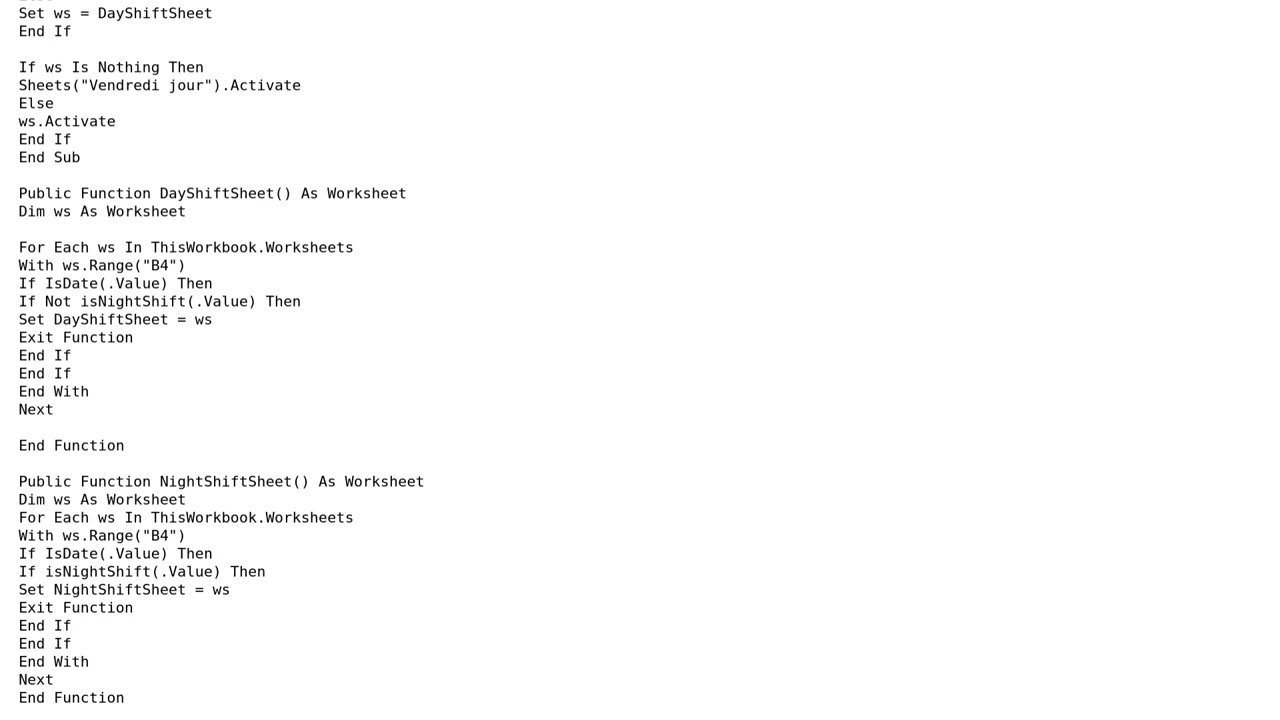 Set ws = DayShiftSheet
End If
If ws Is Nothing Then
Sheets("Vendredi jour").Activate
Else
ws.Activate
End If
End Sub
Public Function DayShiftSheet() As Worksheet
Dim ws As Worksheet
For Each ws In ThisWorkbook.Worksheets
With ws.Range("B4")
If IsDate(.Value) Then
If Not isNightShift(.Value) Then
Set DayShiftSheet = ws
Exit Function
End If
End If
End With
Next
End Function
Public Function NightShiftSheet() As Worksheet
Dim ws As Worksheet
For Each ws In ThisWorkbook.Worksheets
With ws.Range("B4")
If IsDate(.Value) Then
If isNightShift(.Value) Then
Set NightShiftSheet = ws
Exit Function
End If
End If
End With
Next
End Function